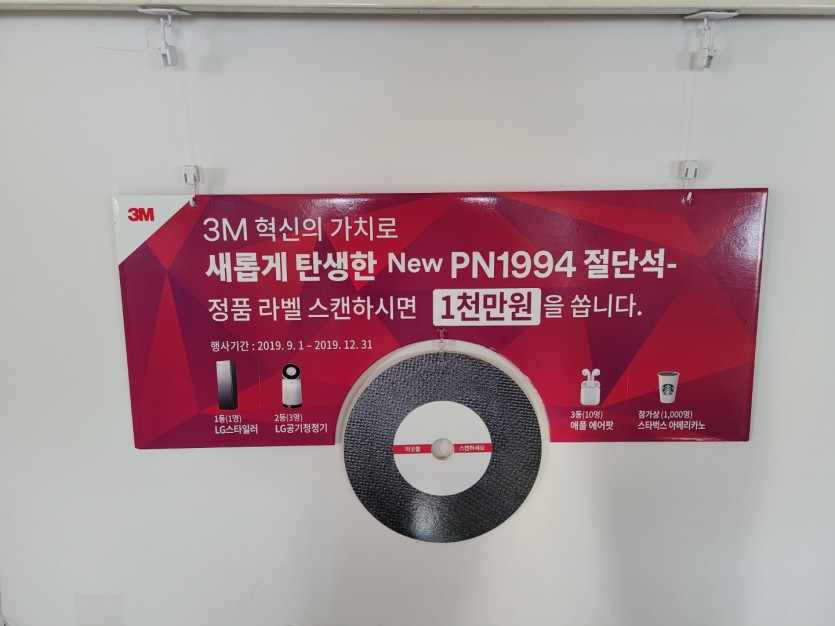 3M
3M 혁신의 가치로
새롭게 탄생한 New PN1994 절단석-
정품 라벨 스캔하시면 1천만원을 쏩니다.
행사기간 : 2019. 9. 1 – 2019. 12. 31
1등(1명)
LG스타일러
2등(3명)
LG공기청정기
3등(10명)
애플 에어팟
참가상 (1,000명)
스타벅스 아메리카노
이곳을 스캔하세요